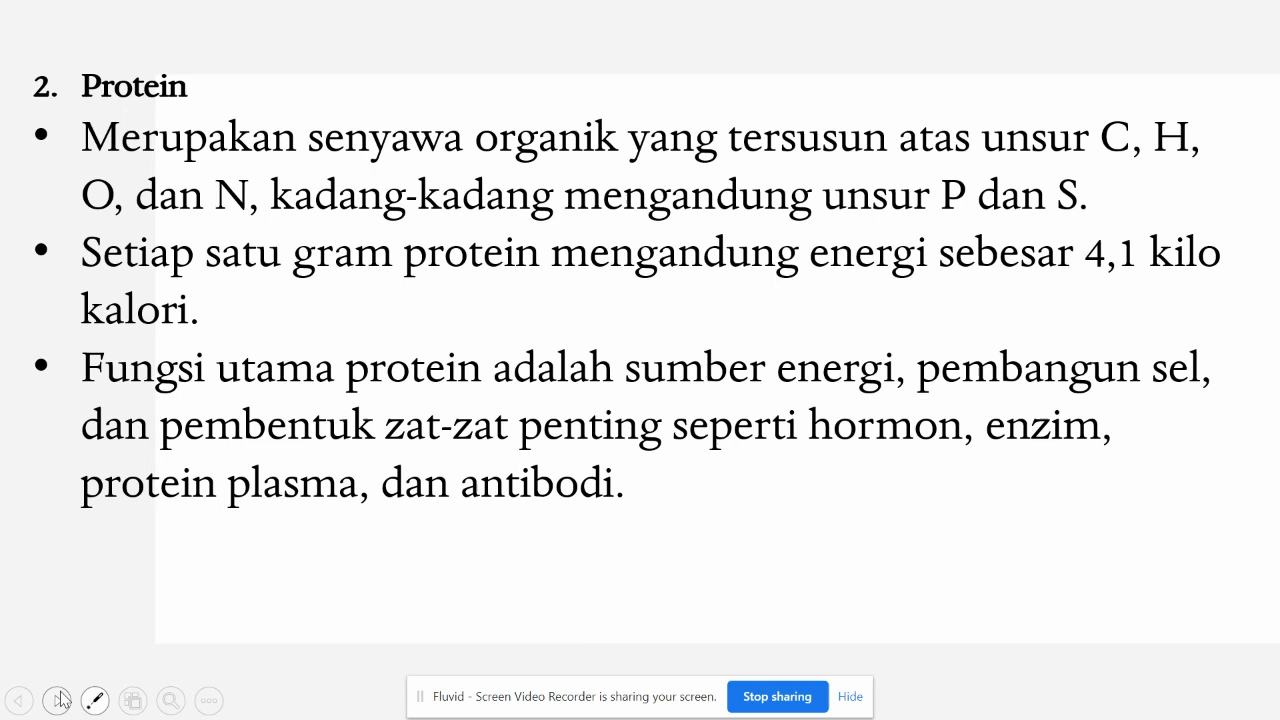 2. Protein
• Merupakan senyawa organik yang tersusun atas unsur C, H,
O, dan N, kadang-kadang mengandung unsur P dan S.
• Setiap satu gram protein mengandung energi sebesar 4,1 kilo
kalori.
• Fungsi utama protein adalah sumber energi, pembangun sel,
dan pembentuk zat-zat penting seperti hormon, enzim,
protein plasma, dan antibodi.
Fluvid - Screen Video Recorder is sharing your screen. Stop sharing Hide